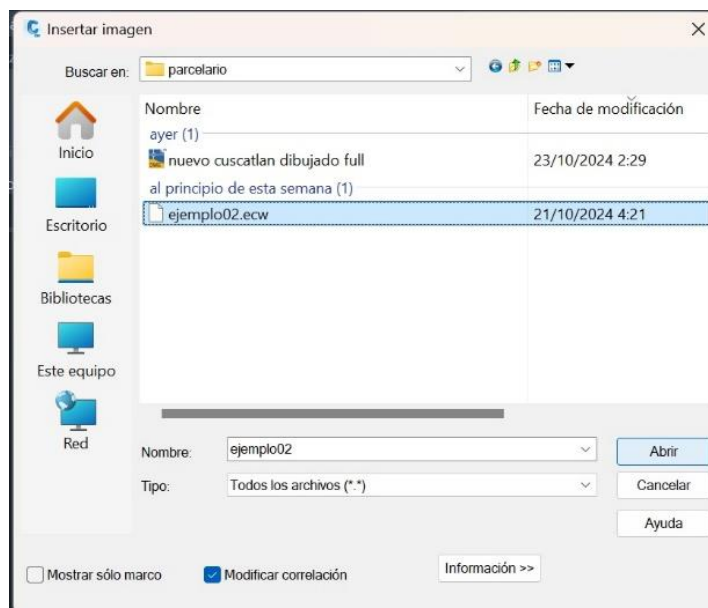 Insertar imagen
Buscar en: parcelario
Nombre Fecha de modificación
ayer (1)
nuevo cuscatlan dibujado full 23/10/2024 2:29
al principio de esta semana (1)
ejemplo02.ecw 21/10/2024 4:21
Inicio
Escritorio
Bibliotecas
Este equipo
Red
Nombre: ejemplo02 Abrir
Tipo: Todos los archivos (*.*) Cancelar
Ayuda
Mostrar sólo marco Modificar correlación Información >>